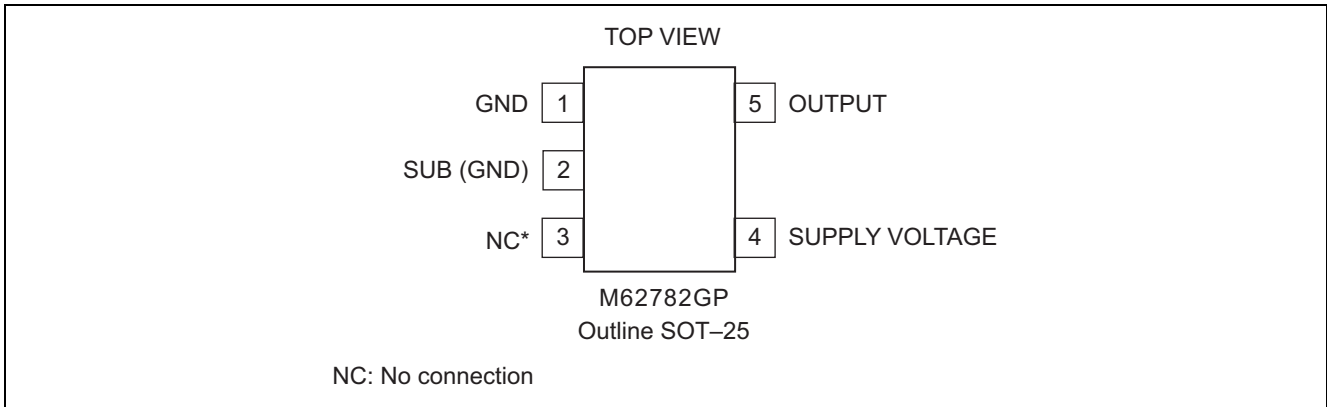 TOP VIEW
GND 1 5 OUTPUT
SUB (GND) 2
NC* 3 4 SUPPLY VOLTAGE
M62782GP
Outline SOT–25
NC: No connection